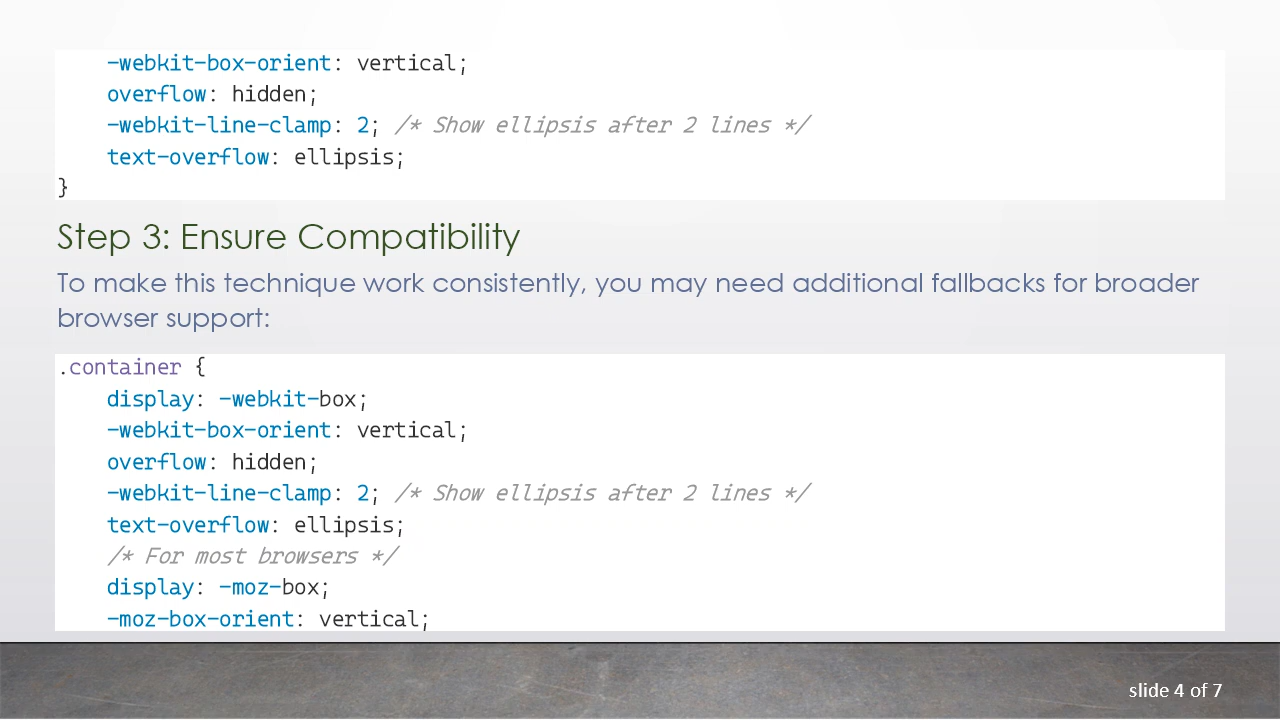 -webkit-box-orient: vertical;
    overflow: hidden;
    -webkit-line-clamp: 2; /* Show ellipsis after 2 lines */
    text-overflow: ellipsis;
}
Step 3: Ensure Compatibility
To make this technique work consistently, you may need additional fallbacks for broader
browser support:
.container {
    display: -webkit-box;
    -webkit-box-orient: vertical;
    overflow: hidden;
    -webkit-line-clamp: 2; /* Show ellipsis after 2 lines */
    text-overflow: ellipsis;
    /* For most browsers */
    display: -moz-box;
    -moz-box-orient: vertical;
slide 4 of 7